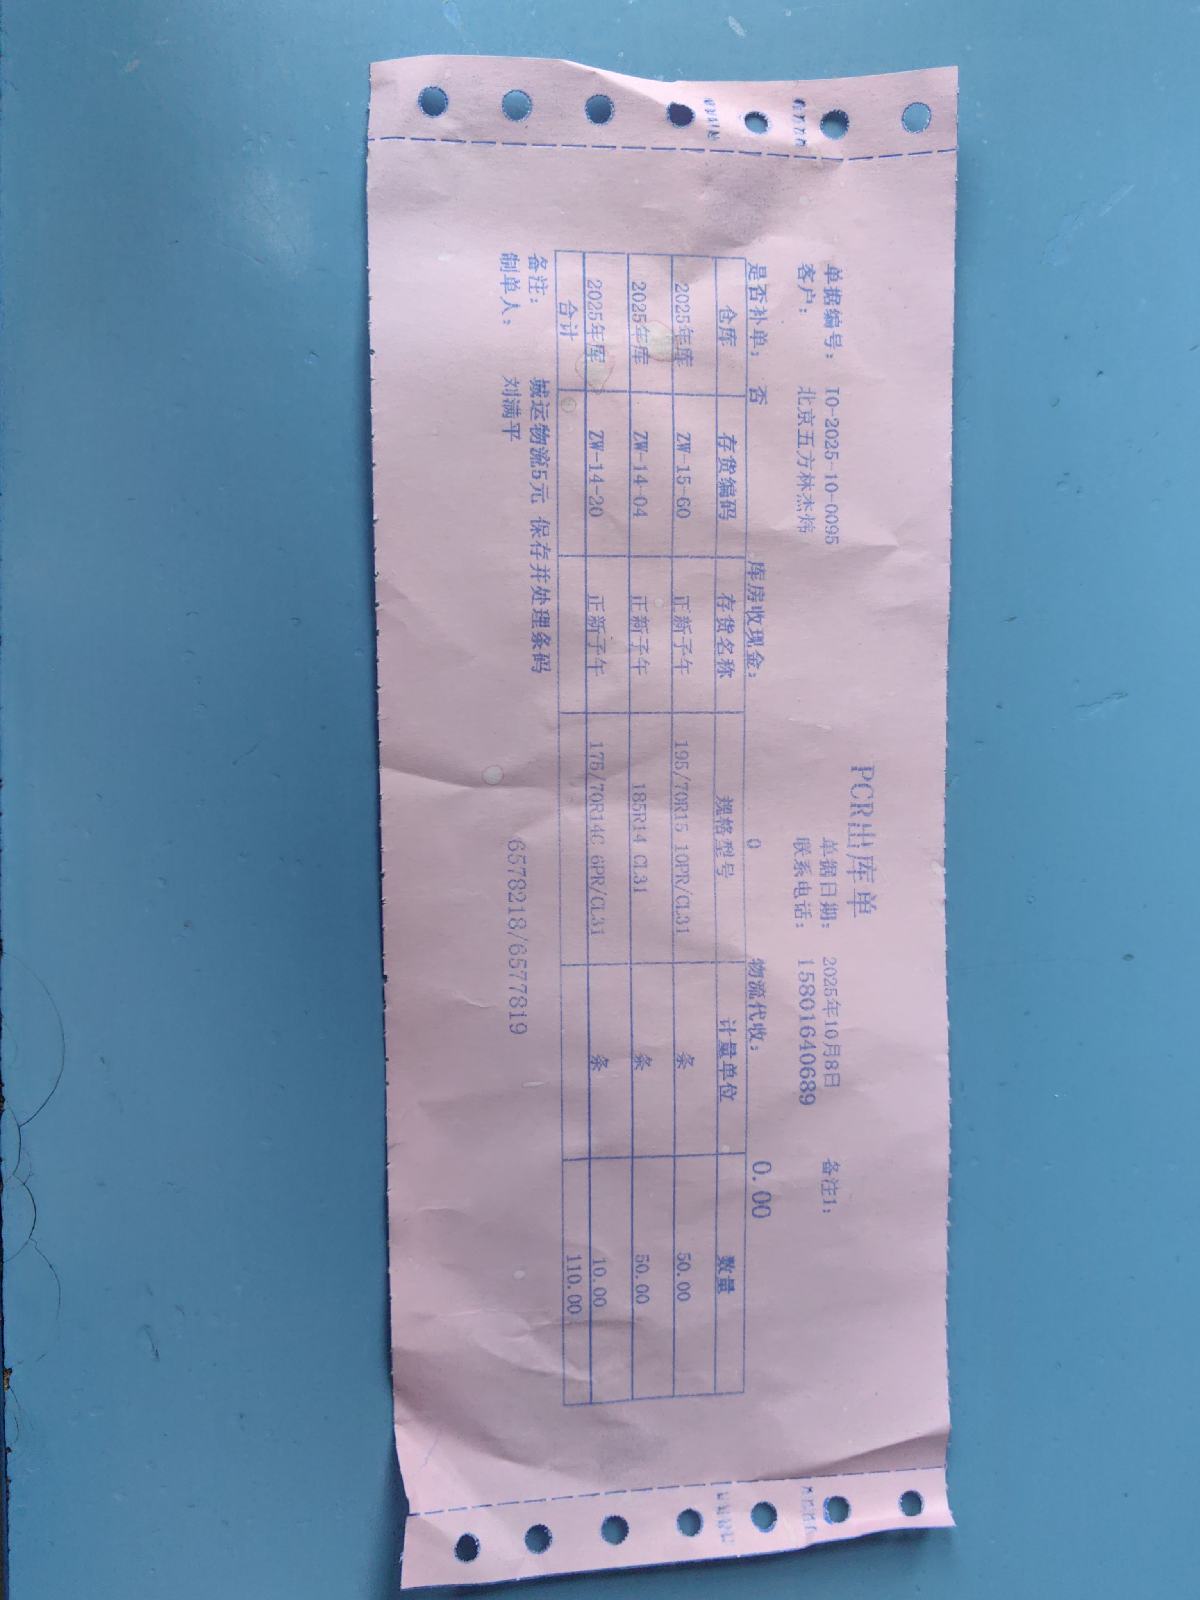 PCR出库单
单据编号： IO-2025-10-0095 单据日期： 2025年10月8日 备注1：
客户： 北京五方林杰炜 联系电话： 15801640689
是否补单： 否 库房收现金： 0 物流代收： 0.00
仓库 存货编码 存货名称 规格型号 计量单位 数量
2025年库 ZW-15-60 正新子午 195/70R15 10PR/CL31 条 50.00
2025年库 ZW-14-04 正新子午 185R14 CL31 条 50.00
2025年库 ZW-14-20 正新子午 175/70R14C 6PR/CL31 条 10.00
合计 110.00
备注： 城运物流5元 保存并处理条码
制单人： 刘满平 6578218/6577819